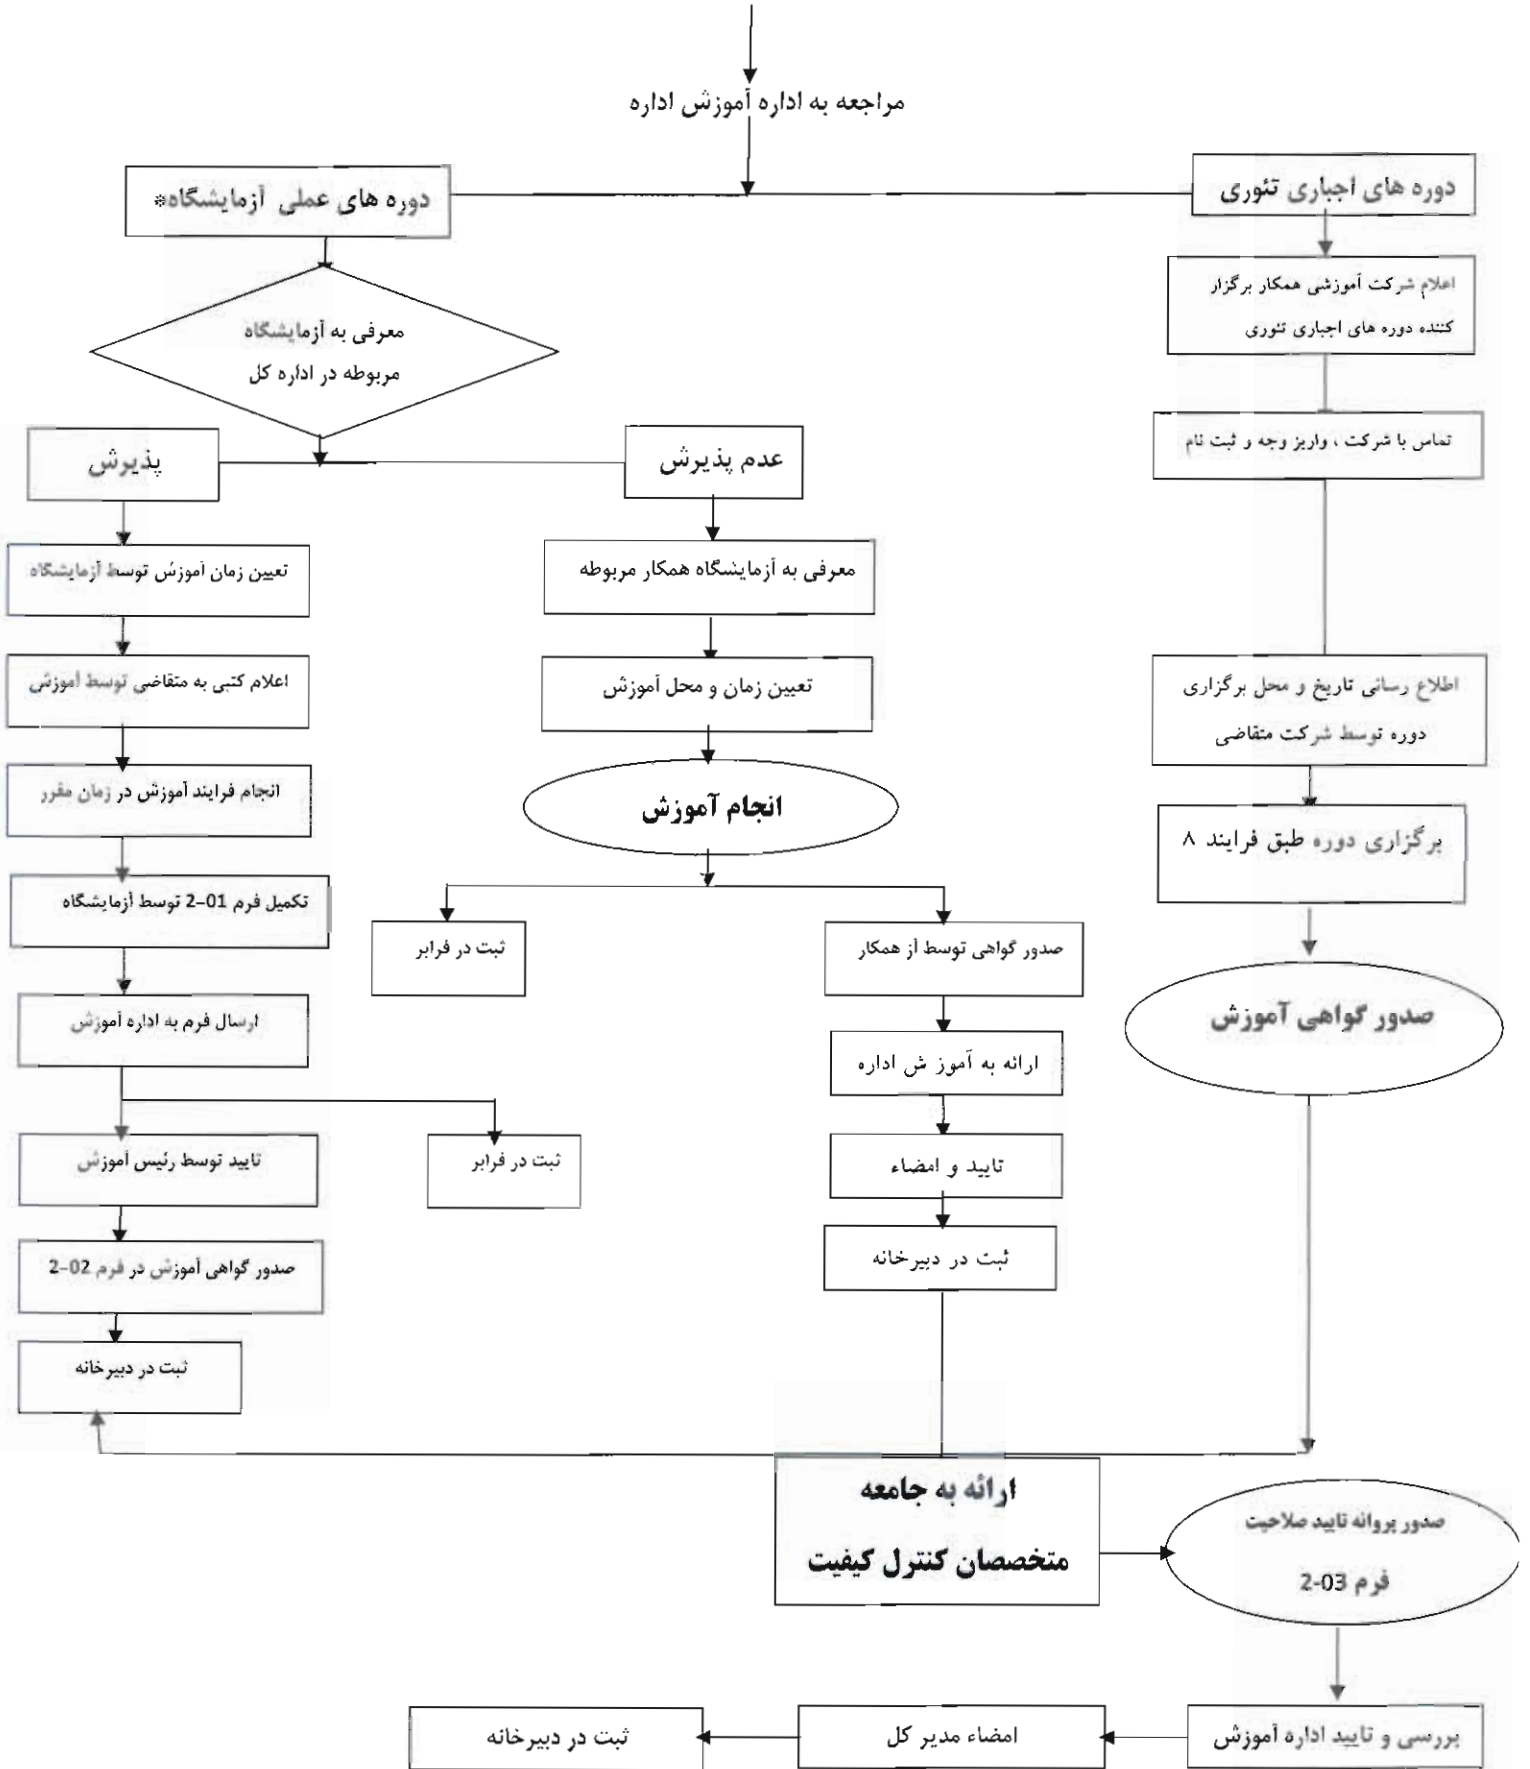 مراجعه به اداره آموزش اداره
دوره های اجباری تئوری
دوره های عملی آزمایشگاه*
اعلام شرکت آموزشی همکار برگزار
کننده دوره های اجباری تئوری
معرفی به آزمایشگاه
مربوطه در اداره کل
تماس با شرکت ، واریز وجه و ثبت نام
عدم پذیرش
پذیرش
معرفی به آزمایشگاه همکار مربوطه
تعیین زمان آموزش توسط آزمایشگاه
اطلاع رسانی تاریخ و محل برگزاری
دوره توسط شرکت متقاضی
تعیین زمان و محل آموزش
اعلام کتبی به متقاضی توسط آموزش
برگزاری دوره طبق فرایند ۸
انجام آموزش
انجام فرایند آموزش در زمان مقرر
تکمیل فرم 01-2 توسط آزمایشگاه
صدور گواهی توسط آز همکار
ثبت در فرابر
صدور گواهی آموزش
ارسال فرم به اداره آموزش
ارائه به آموز ش اداره
تایید و امضاء
ثبت در فرابر
تایید توسط رئیس آموزش
ثبت در دبیرخانه
صدور گواهی آموزش در فرم 02-2
ثبت در دبیرخانه
ارائه به جامعه
متخصصان کنترل کیفیت
صدور پروانه تایید صلاحیت
فرم 03-2
بررسی و تایید اداره آموزش
امضاء مدیر کل
ثبت در دبیرخانه